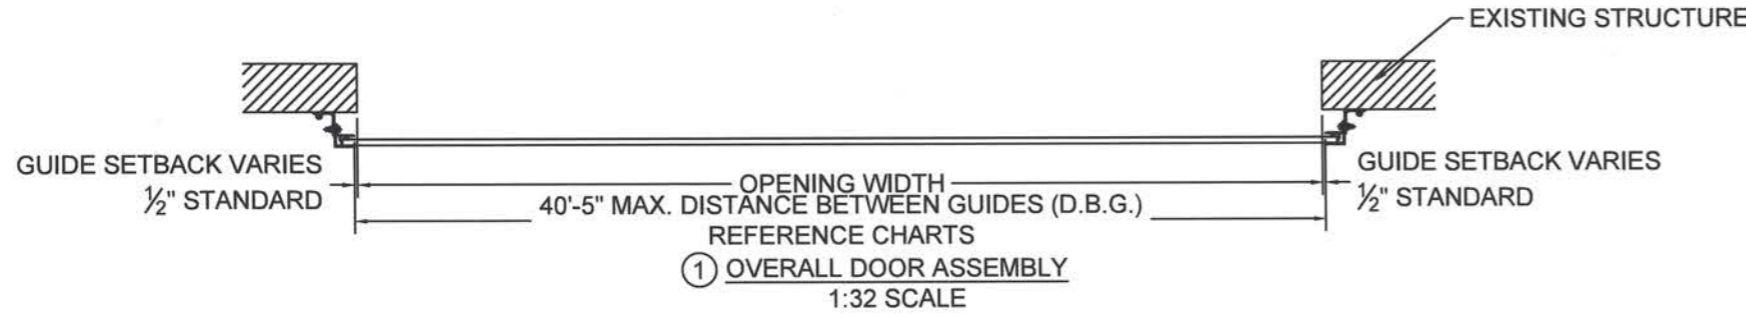 EXISTING STRUCTURE
GUIDE SETBACK VARIES
½" STANDARD
OPENING WIDTH
40'-5" MAX. DISTANCE BETWEEN GUIDES (D.B.G.)
REFERENCE CHARTS
GUIDE SETBACK VARIES
½" STANDARD
1 OVERALL DOOR ASSEMBLY
1:32 SCALE